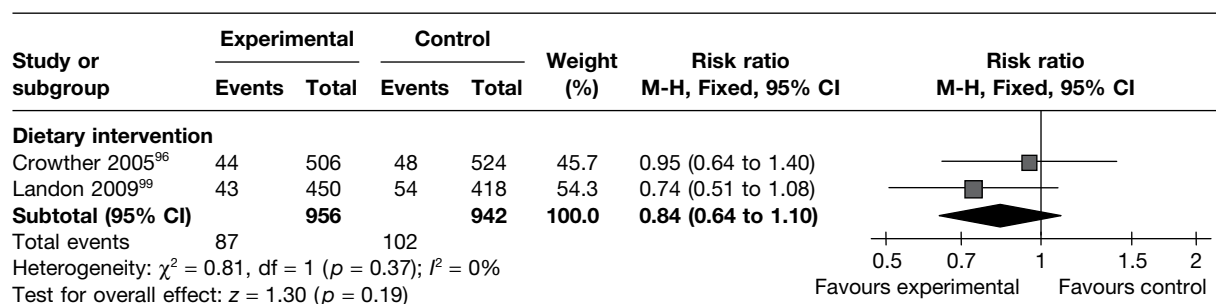 Experimental Control
Study or subgroup Events Total Events Total Weight (%) Risk ratio M-H, Fixed, 95% CI Risk ratio M-H, Fixed, 95% CI
Dietary intervention
Crowther 2005⁹⁶ 44 506 48 524 45.7 0.95 (0.64 to 1.40)
Landon 2009⁹⁹ 43 450 54 418 54.3 0.74 (0.51 to 1.08)
Subtotal (95% CI) 956 942 100.0 0.84 (0.64 to 1.10)
Total events 87 102
Heterogeneity: χ² = 0.81, df = 1 (p = 0.37); I² = 0%
Test for overall effect: z = 1.30 (p = 0.19)
0.5 0.7 1 1.5 2
Favours experimental Favours control